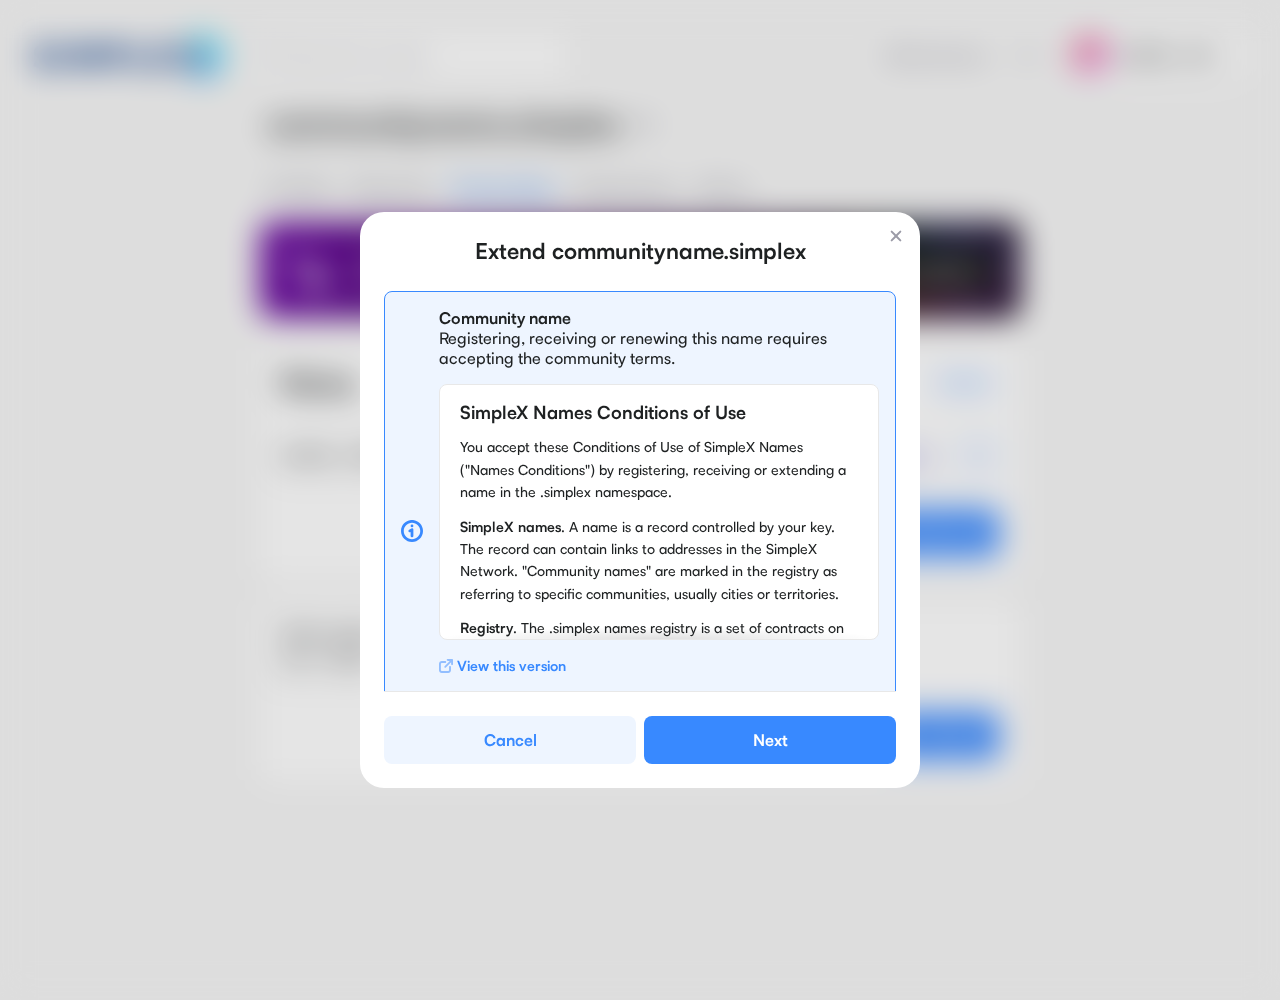 Extend communityname.simplex
Community name
Registering, receiving or renewing this name requires
accepting the community terms.
SimpleX Names Conditions of Use
You accept these Conditions of Use of SimpleX Names
("Names Conditions") by registering, receiving or extending a
name in the .simplex namespace.
SimpleX names. A name is a record controlled by your key.
The record can contain links to addresses in the SimpleX
Network. "Community names" are marked in the registry as
referring to specific communities, usually cities or territories.
Registry. The .simplex names registry is a set of contracts on
View this version
Cancel
Next